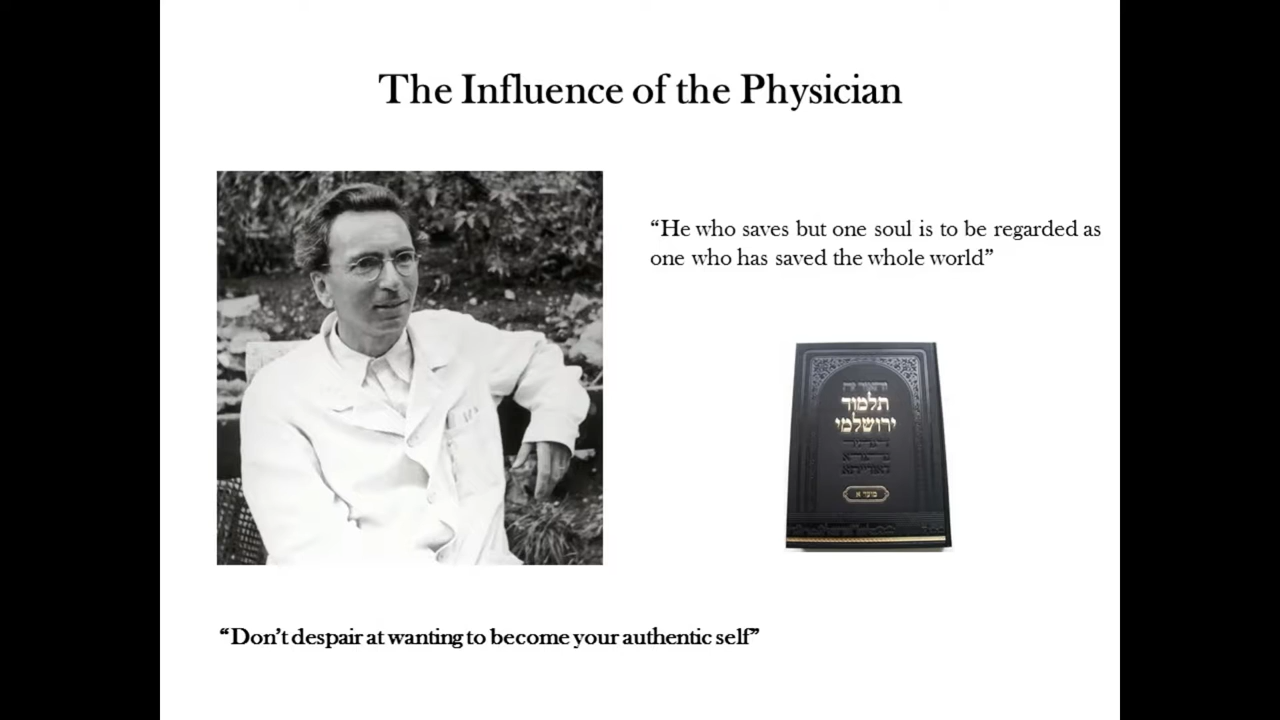 The Influence of the Physician
“He who saves but one soul is to be regarded as
one who has saved the whole world”
תלמוד
ירושלמי
“Don’t despair at wanting to become your authentic self”